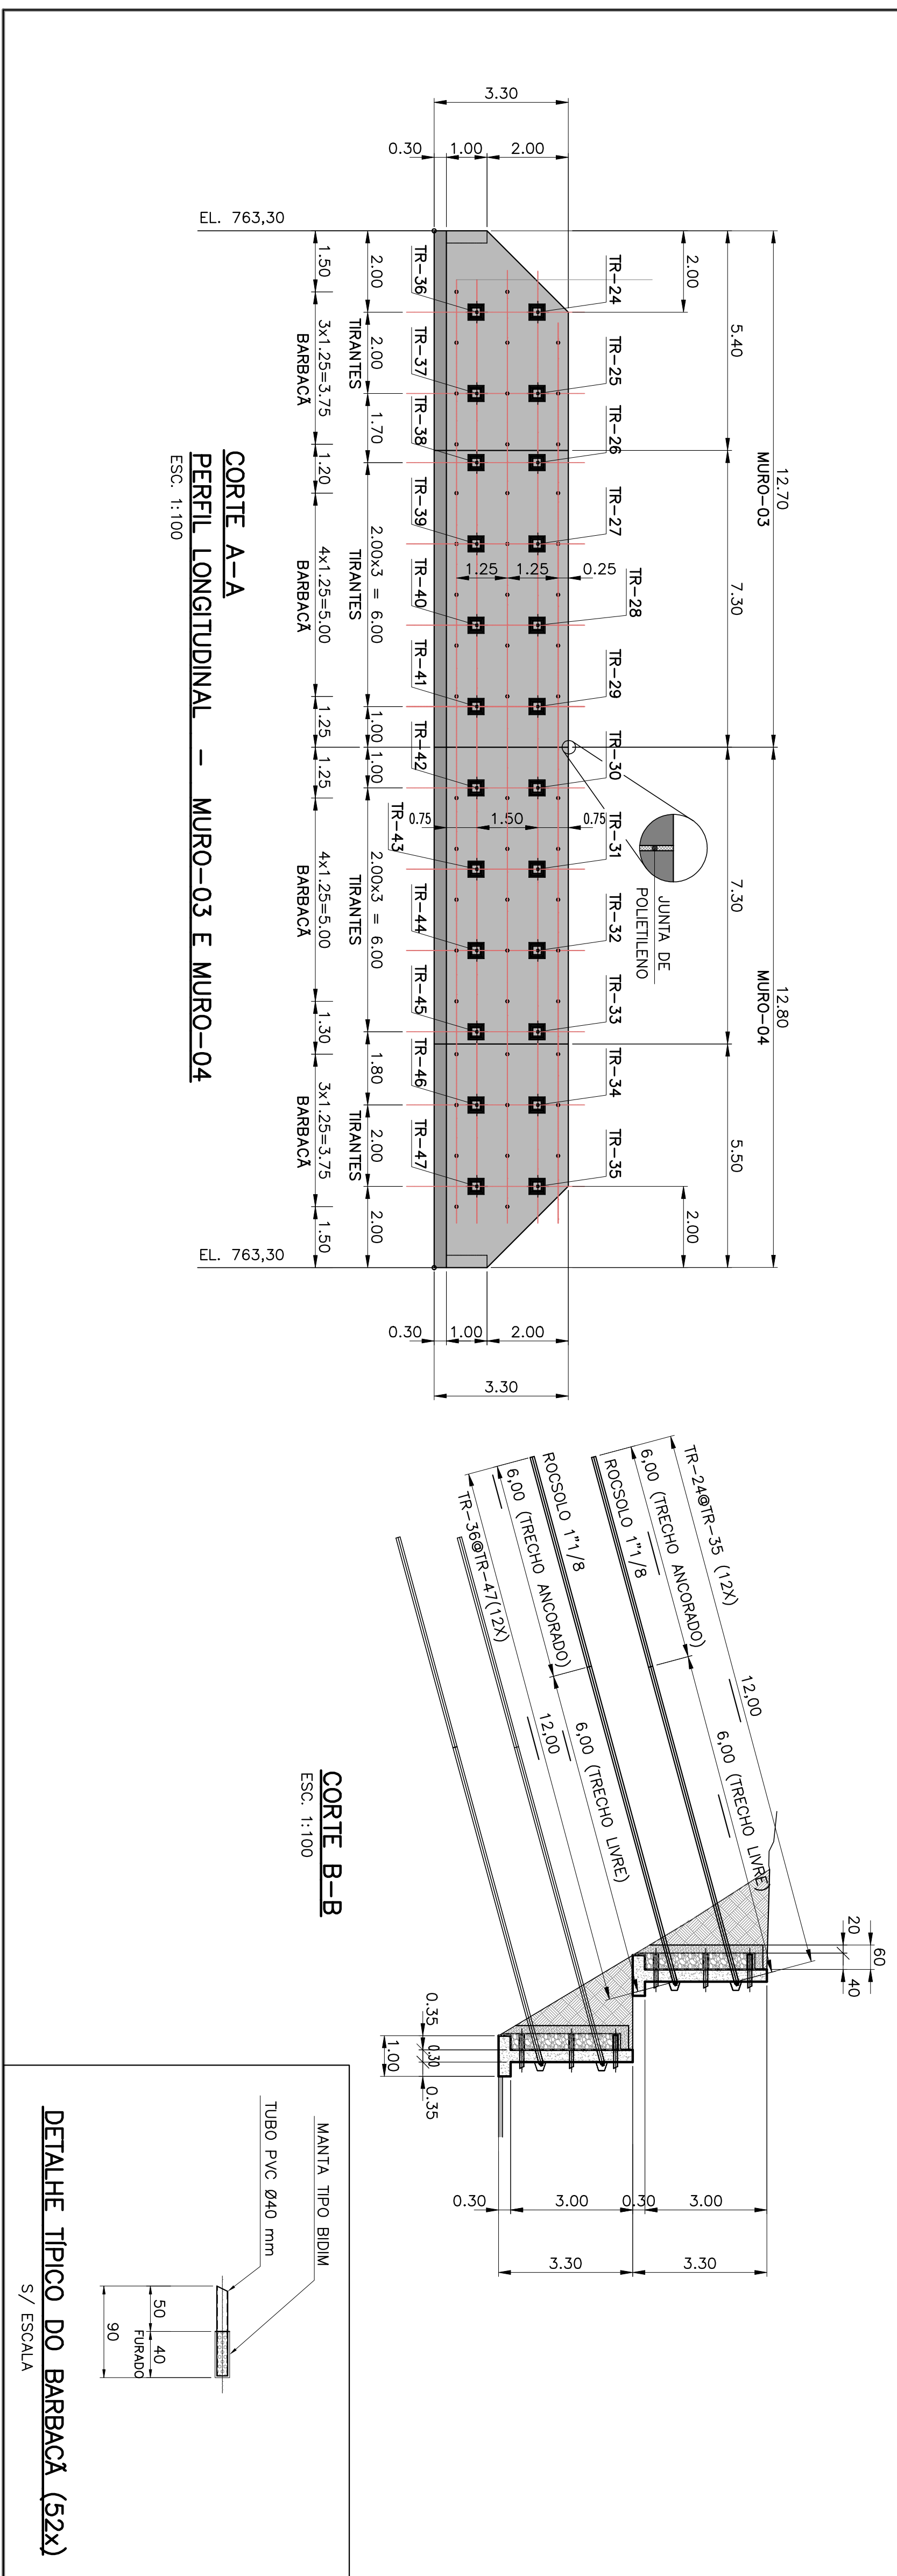 12.70
MURO-03
12.80
MURO-04
5.40
7.30
7.30
5.50
2.00
2.00
JUNTA DE
POLIETILENO
TR-24
TR-25
TR-26
TR-27
TR-28
TR-29
TR-30
TR-31
TR-32
TR-33
TR-34
TR-35
3.30
2.00
1.00
0.30
0.25
1.25
1.25
0.75
1.50
0.75
2.00
1.00
0.30
3.30
TR-36
TR-37
TR-38
TR-39
TR-40
TR-41
TR-42
TR-43
TR-44
TR-45
TR-46
TR-47
2.00
2.00
1.70
2.00x3 = 6.00
1.00
1.00
2.00x3 = 6.00
1.80
2.00
2.00
TIRANTES
TIRANTES
TIRANTES
TIRANTES
1.50
3x1.25=3.75
1.20
4x1.25=5.00
1.25
1.25
4x1.25=5.00
1.30
3x1.25=3.75
1.50
BARBACÃ
BARBACÃ
BARBACÃ
BARBACÃ
EL. 763,30
EL. 763,30
CORTE A-A
PERFIL LONGITUDINAL - MURO-03 E MURO-04
ESC. 1:100
TR-24@TR-35 (12X)
12,00
6,00 (TRECHO ANCORADO)
6,00 (TRECHO LIVRE)
ROCSOLO 1"1/8
ROCSOLO 1"1/8
6,00 (TRECHO ANCORADO)
6,00 (TRECHO LIVRE)
TR-36@TR-47(12X)
12,00
60
20
40
0.35
0.30
0.35
1.00
3.00
0.30
3.00
0.30
3.30
3.30
CORTE B-B
ESC. 1:100
MANTA TIPO BIDIM
TUBO PVC Ø40 mm
50
40
FURADO
90
DETALHE TÍPICO DO BARBACÃ (52x)
S/ ESCALA